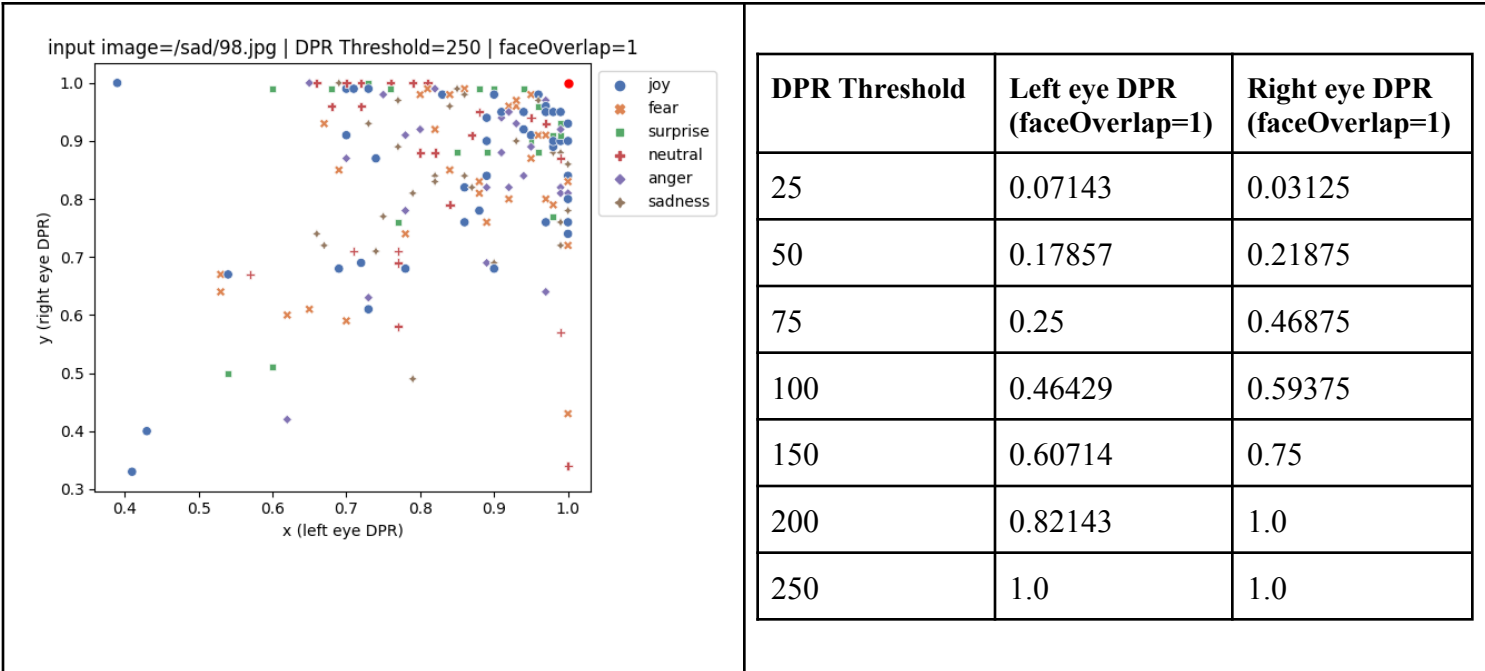 input image=/sad/98.jpg | DPR Threshold=250 | faceOverlap=1
1.0
0.9
0.8
0.7
0.6
0.5
0.4
0.3
y (right eye DPR)
0.4 0.5 0.6 0.7 0.8 0.9 1.0
x (left eye DPR)
joy
fear
surprise
neutral
anger
sadness
DPR Threshold Left eye DPR (faceOverlap=1) Right eye DPR (faceOverlap=1)
25 0.07143 0.03125
50 0.17857 0.21875
75 0.25 0.46875
100 0.46429 0.59375
150 0.60714 0.75
200 0.82143 1.0
250 1.0 1.0